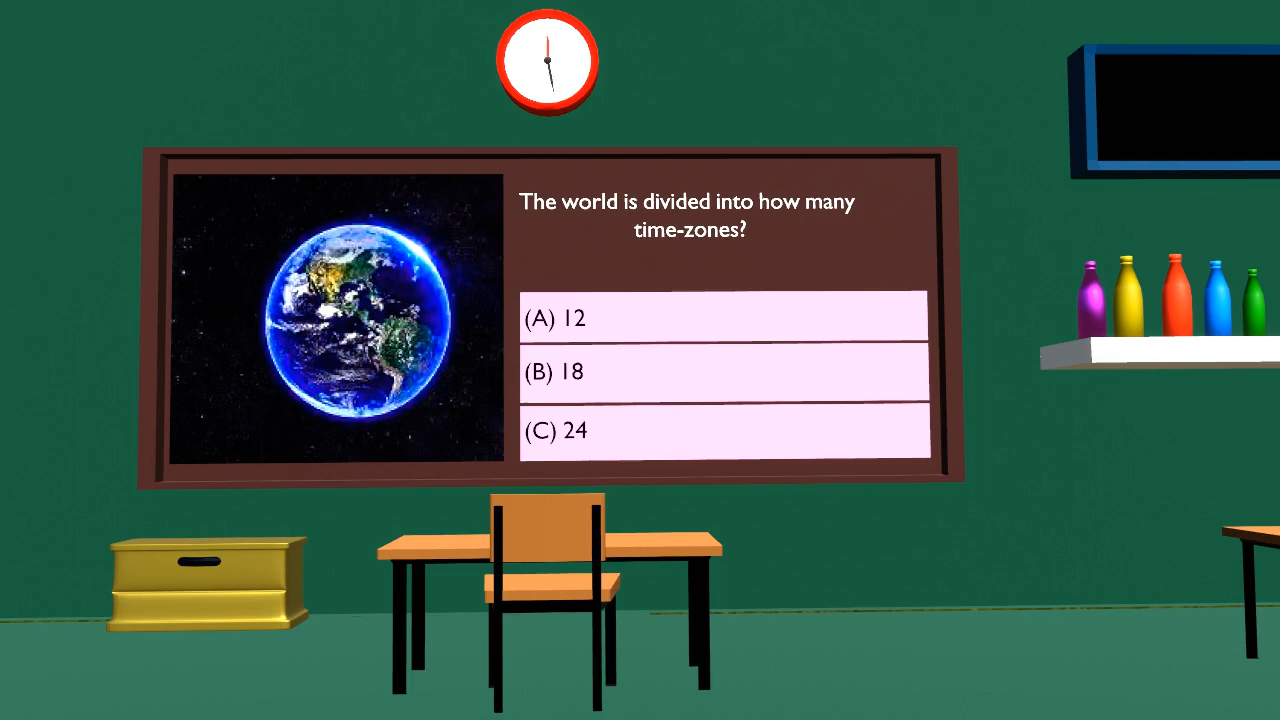 The world is divided into how many
time-zones?
(A) 12
(B) 18
(C) 24